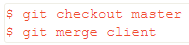 $ git checkout master
$ git merge client